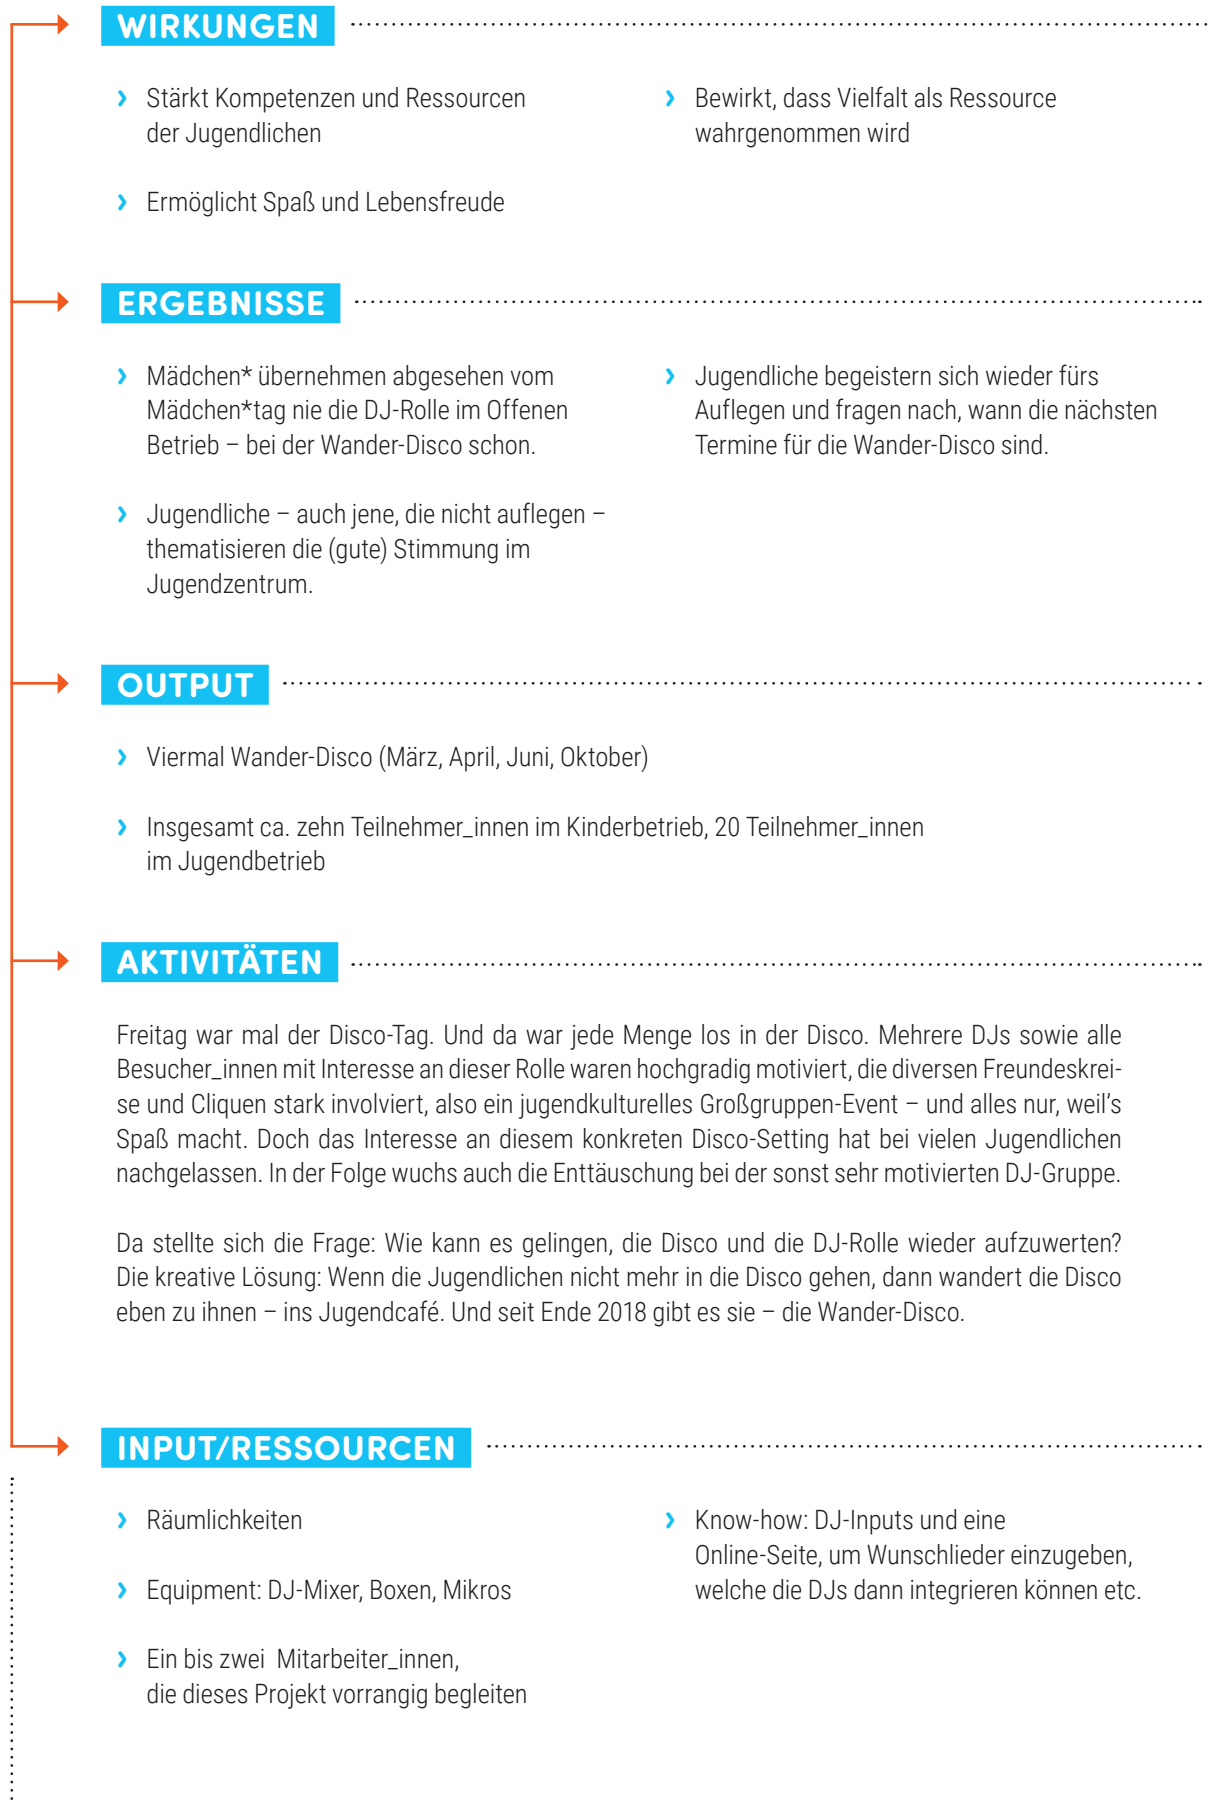 WIRKUNGEN
› Stärkt Kompetenzen und Ressourcen
der Jugendlichen
› Ermöglicht Spaß und Lebensfreude
› Bewirkt, dass Vielfalt als Ressource
wahrgenommen wird
ERGEBNISSE
› Mädchen* übernehmen abgesehen vom
Mädchen*tag nie die DJ-Rolle im Offenen
Betrieb – bei der Wander-Disco schon.
› Jugendliche – auch jene, die nicht auflegen –
thematisieren die (gute) Stimmung im
Jugendzentrum.
› Jugendliche begeistern sich wieder fürs
Auflegen und fragen nach, wann die nächsten
Termine für die Wander-Disco sind.
OUTPUT
› Viermal Wander-Disco (März, April, Juni, Oktober)
› Insgesamt ca. zehn Teilnehmer_innen im Kinderbetrieb, 20 Teilnehmer_innen
im Jugendbetrieb
AKTIVITÄTEN
Freitag war mal der Disco-Tag. Und da war jede Menge los in der Disco. Mehrere DJs sowie alle
Besucher_innen mit Interesse an dieser Rolle waren hochgradig motiviert, die diversen Freundeskrei-
se und Cliquen stark involviert, also ein jugendkulturelles Großgruppen-Event – und alles nur, weil's
Spaß macht. Doch das Interesse an diesem konkreten Disco-Setting hat bei vielen Jugendlichen
nachgelassen. In der Folge wuchs auch die Enttäuschung bei der sonst sehr motivierten DJ-Gruppe.
Da stellte sich die Frage: Wie kann es gelingen, die Disco und die DJ-Rolle wieder aufzuwerten?
Die kreative Lösung: Wenn die Jugendlichen nicht mehr in die Disco gehen, dann wandert die Disco
eben zu ihnen – ins Jugendcafé. Und seit Ende 2018 gibt es sie – die Wander-Disco.
INPUT/RESSOURCEN
› Räumlichkeiten
› Equipment: DJ-Mixer, Boxen, Mikros
› Ein bis zwei Mitarbeiter_innen,
die dieses Projekt vorrangig begleiten
› Know-how: DJ-Inputs und eine
Online-Seite, um Wunschlieder einzugeben,
welche die DJs dann integrieren können etc.